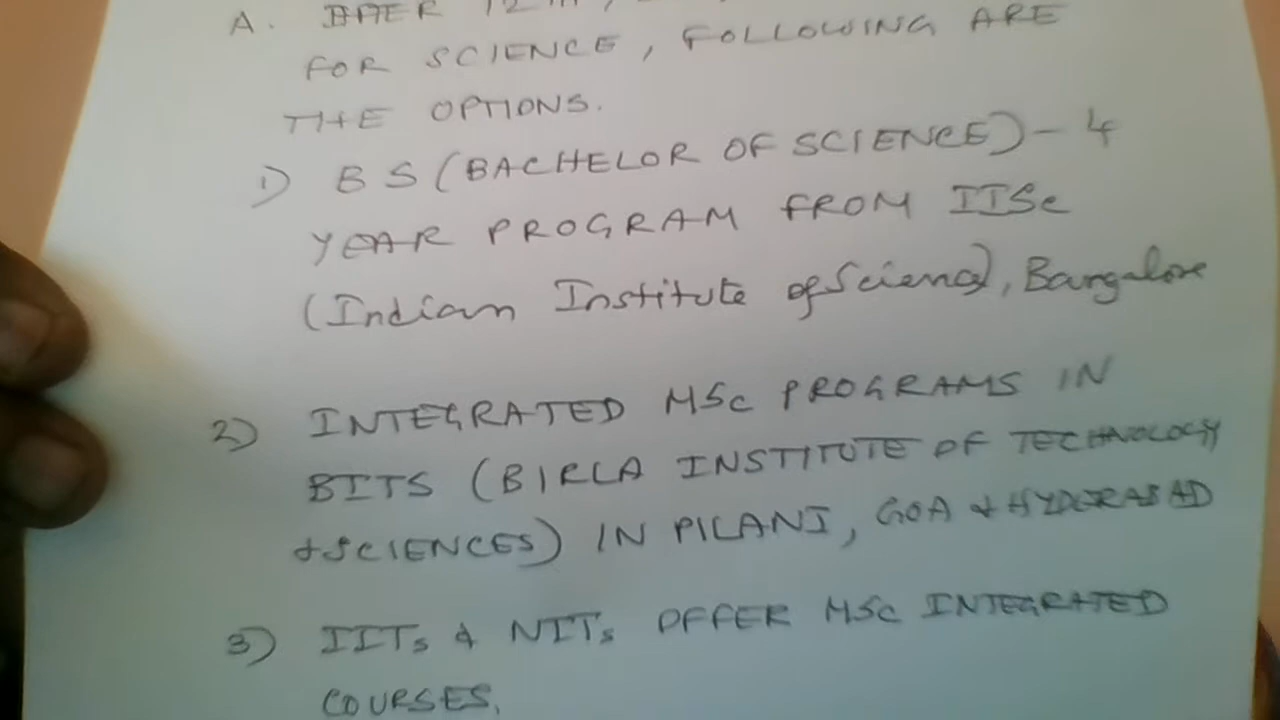 A. AFTER 12TH,
FOR SCIENCE, FOLLOWING ARE
THE OPTIONS.
1) BS (BACHELOR OF SCIENCE) - 4
YEAR PROGRAM FROM IISc
(Indian Institute of Science), Bangalore
2) INTEGRATED MSc PROGRAMS IN
BITS (BIRLA INSTITUTE OF TECHNOLOGY
& SCIENCES) IN PILANI, GOA & HYDERABAD
3) IITs & NITs OFFER MSc INTEGRATED
COURSES.